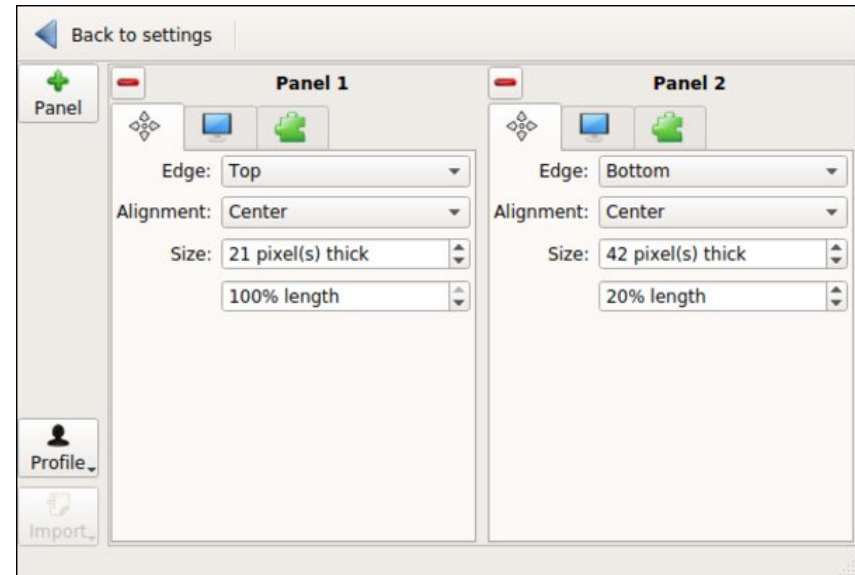 Back to settings
Panel
Panel 1
Edge: Top
Alignment: Center
Size: 21 pixel(s) thick
100% length
Panel 2
Edge: Bottom
Alignment: Center
Size: 42 pixel(s) thick
20% length
Profile
Import